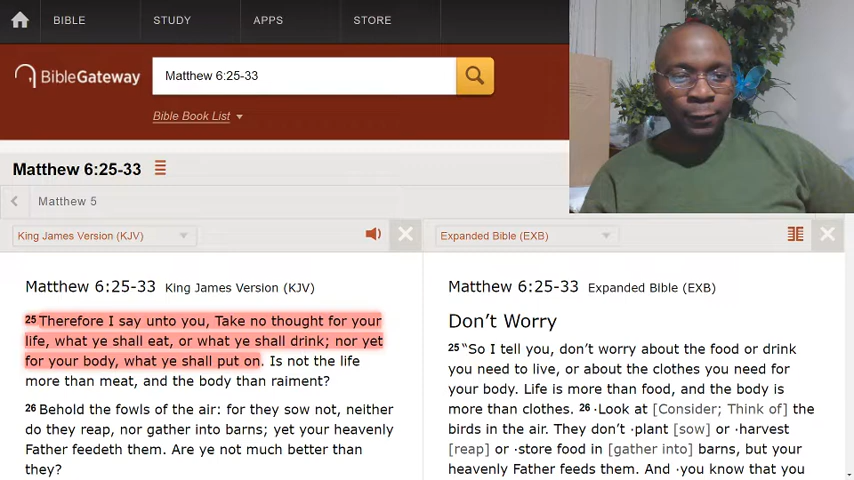 BIBLE STUDY APPS STORE
BibleGateway
Matthew 6:25-33
Bible Book List
Matthew 6:25-33
Matthew 5
King James Version (KJV)
Matthew 6:25-33 King James Version (KJV)
25 Therefore I say unto you, Take no thought for your
life, what ye shall eat, or what ye shall drink; nor yet
for your body, what ye shall put on. Is not the life
more than meat, and the body than raiment?
26 Behold the fowls of the air: for they sow not, neither
do they reap, nor gather into barns; yet your heavenly
Father feedeth them. Are ye not much better than
they?
Expanded Bible (EXB)
Matthew 6:25-33 Expanded Bible (EXB)
Don’t Worry
25 “So I tell you, don’t worry about the food or drink
you need to live, or about the clothes you need for
your body. Life is more than food, and the body is
more than clothes. 26 ·Look at [Consider; Think of] the
birds in the air. They don’t ·plant [sow] or ·harvest
[reap] or ·store food in [gather into] barns, but your
heavenly Father feeds them. And ·you know that you